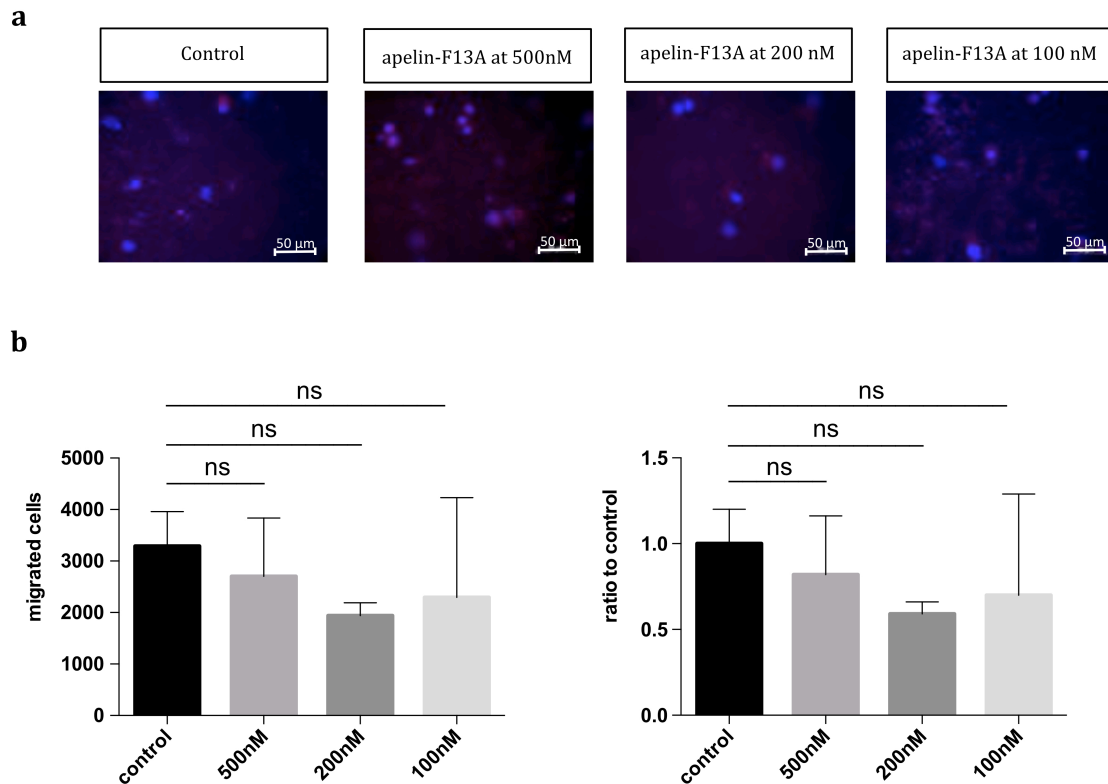 a
Control
apelin-F13A at 500nM
apelin-F13A at 200 nM
apelin-F13A at 100 nM
50 µm
50 µm
50 µm
50 µm
b
ns
ns
ns
5000
4000
3000
2000
1000
0
migrated cells
control
500nM
200nM
100nM
ns
ns
ns
1.5
1.0
0.5
0.0
ratio to control
control
500nM
200nM
100nM